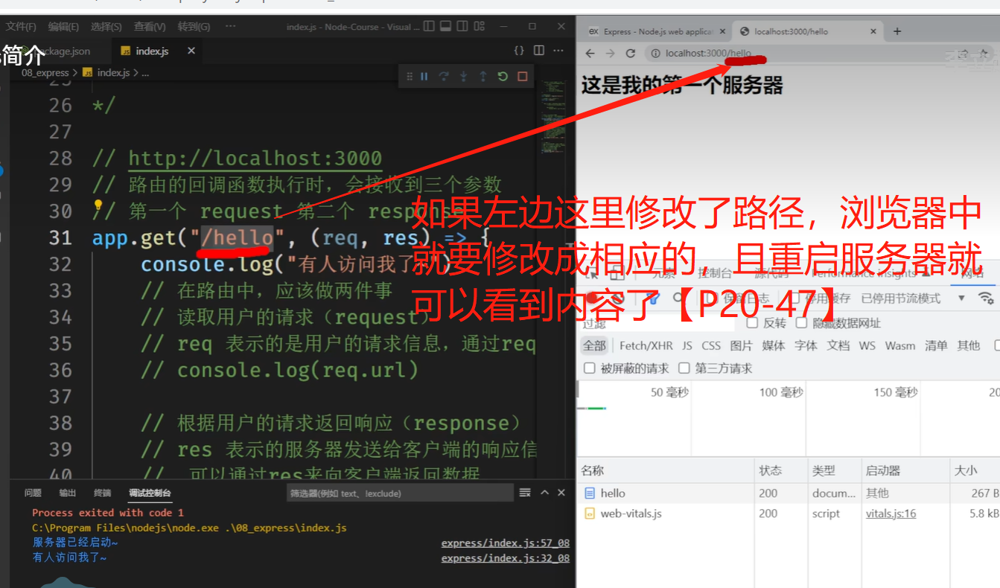 文件(F) 编辑(E) 选择(S) 查看(V) 转到(G) ··· index.js - Node-Course - Visual ...
简介
package.json index.js
08_express > index.js > ...
25
26 */
27
28 // http://localhost:3000
29 // 路由的回调函数执行时，会接收到三个参数
30 // 第一个 request 第二个 response
31 app.get("/hello", (req, res) => {
32 console.log("有人访问我了~")
33 // 在路由中，应该做两件事
34 // 读取用户的请求（request）
35 // req 表示的是用户的请求信息，通过req
36 // console.log(req.url)
37
38 // 根据用户的请求返回响应（response）
39 // res 表示的服务器发送给客户端的响应信
40 // 可以通过res来向客户端返回数据
问题 输出 终端 调试控制台 筛选器(例如 text、!exclude)
Process exited with code 1
C:\Program Files\nodejs\node.exe .\08_express\index.js
服务器已经启动~ express/index.js:57_08
有人访问我了~ express/index.js:32_08
ex Express - Node.js web applica localhost:3000/hello
localhost:3000/hello
这是我的第一个服务器
如果左边这里修改了路径，浏览器中
就要修改成相应的，且重启服务器就
可以看到内容了【P20-47】
元素 控制台 源代码 Performance insights 网络
保留日志 停用缓存 已停用节流模式
过滤 反转 隐藏数据网址
全部 Fetch/XHR JS CSS 图片 媒体 字体 文档 WS Wasm 清单 其他
被屏蔽的请求 第三方请求
50 毫秒 100 毫秒 150 毫秒 20
名称 状态 类型 启动器 大小
hello 200 docum... 其他 267 B
web-vitals.js 200 script vitals.js:16 5.8 kB